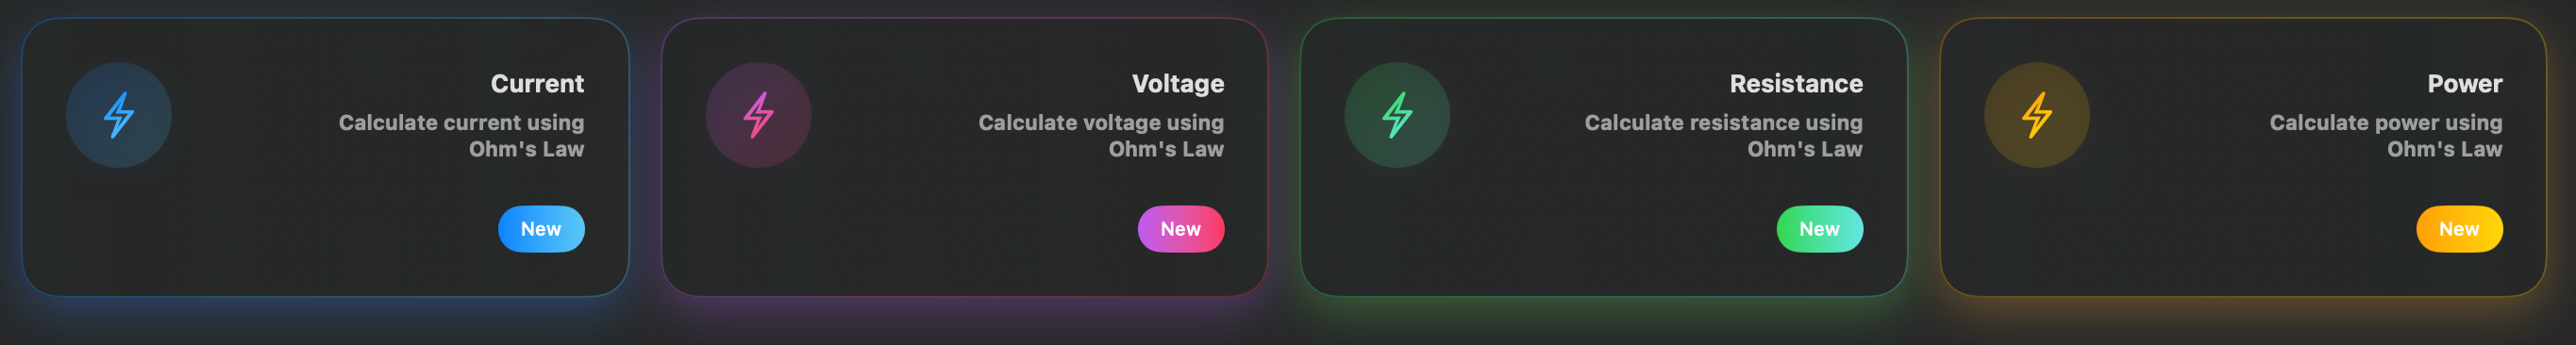 Current
Calculate current using
Ohm's Law
New
Voltage
Calculate voltage using
Ohm's Law
New
Resistance
Calculate resistance using
Ohm's Law
New
Power
Calculate power using
Ohm's Law
New